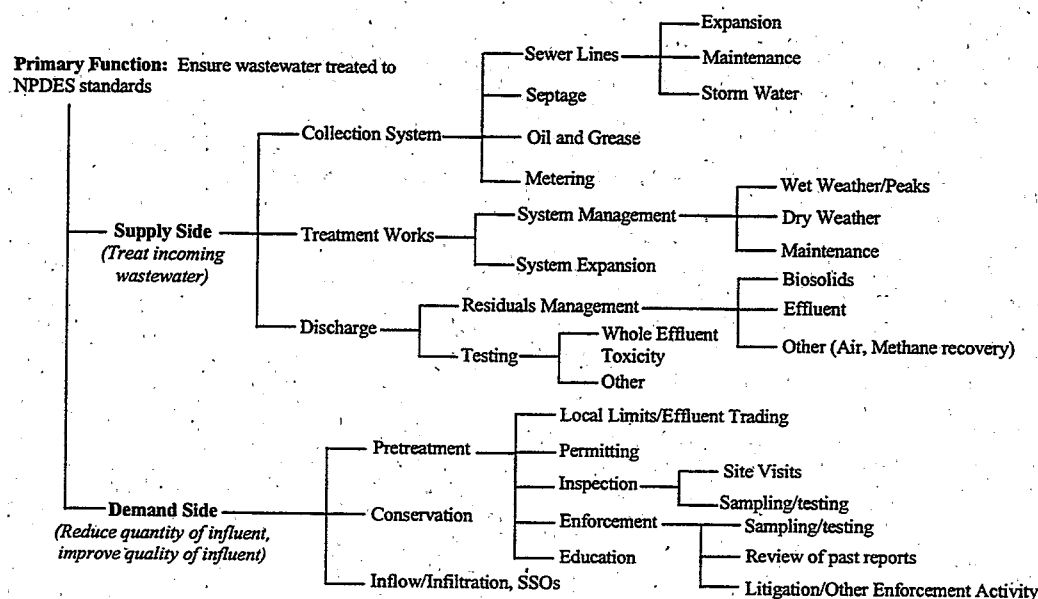 Primary Function: Ensure wastewater treated to
NPDES standards
Supply Side
(Treat incoming
wastewater)
Collection System
Sewer Lines
Expansion
Maintenance
Storm Water
Septage
Oil and Grease
Metering
Treatment Works
System Management
Wet Weather/Peaks
Dry Weather
Maintenance
System Expansion
Discharge
Residuals Management
Biosolids
Effluent
Other (Air, Methane recovery)
Testing
Whole Effluent
Toxicity
Other
Demand Side
(Reduce quantity of influent,
improve quality of influent)
Pretreatment
Local Limits/Effluent Trading
Permitting
Inspection
Site Visits
Sampling/testing
Enforcement
Sampling/testing
Review of past reports
Litigation/Other Enforcement Activity
Education
Conservation
Inflow/Infiltration, SSOs